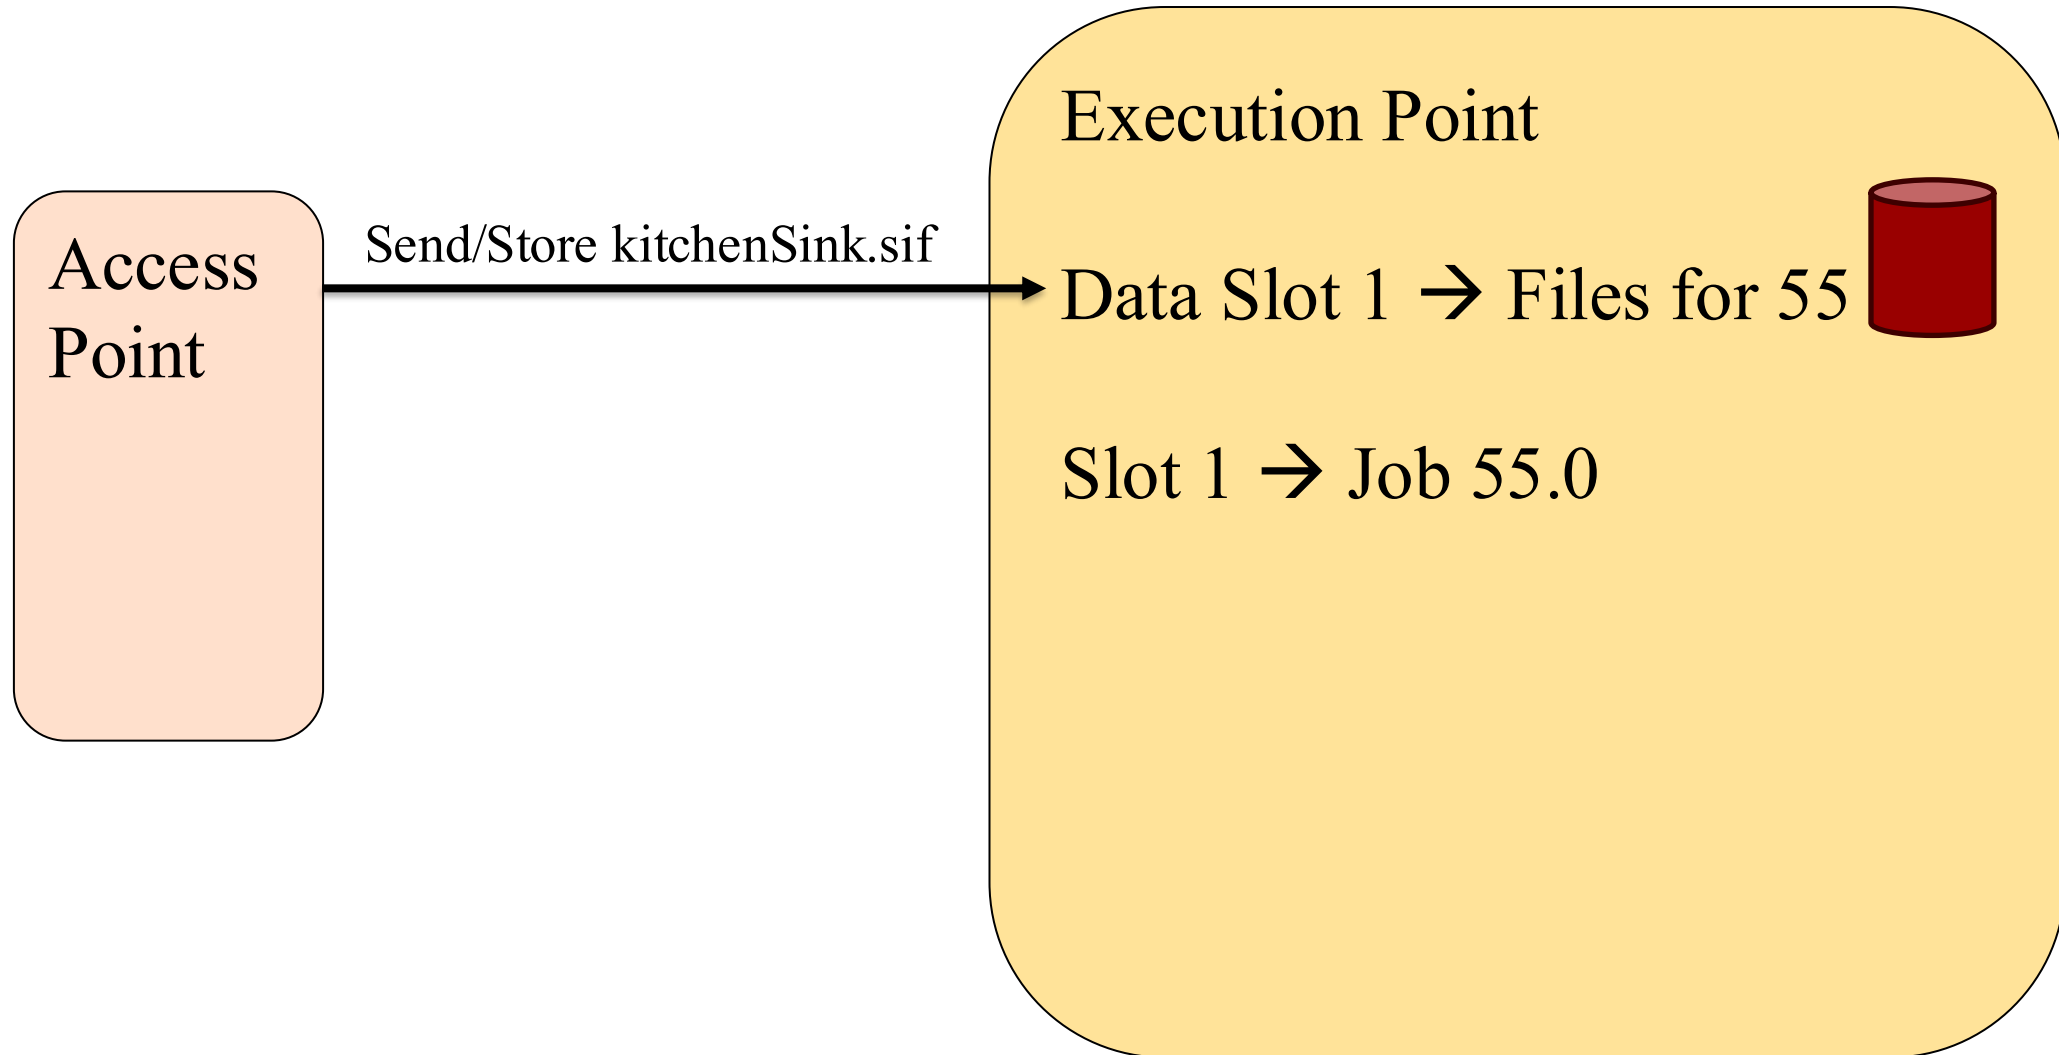 Execution Point
Access
Point
Send/Store kitchenSink.sif
Data Slot 1 → Files for 55
Slot 1 → Job 55.0